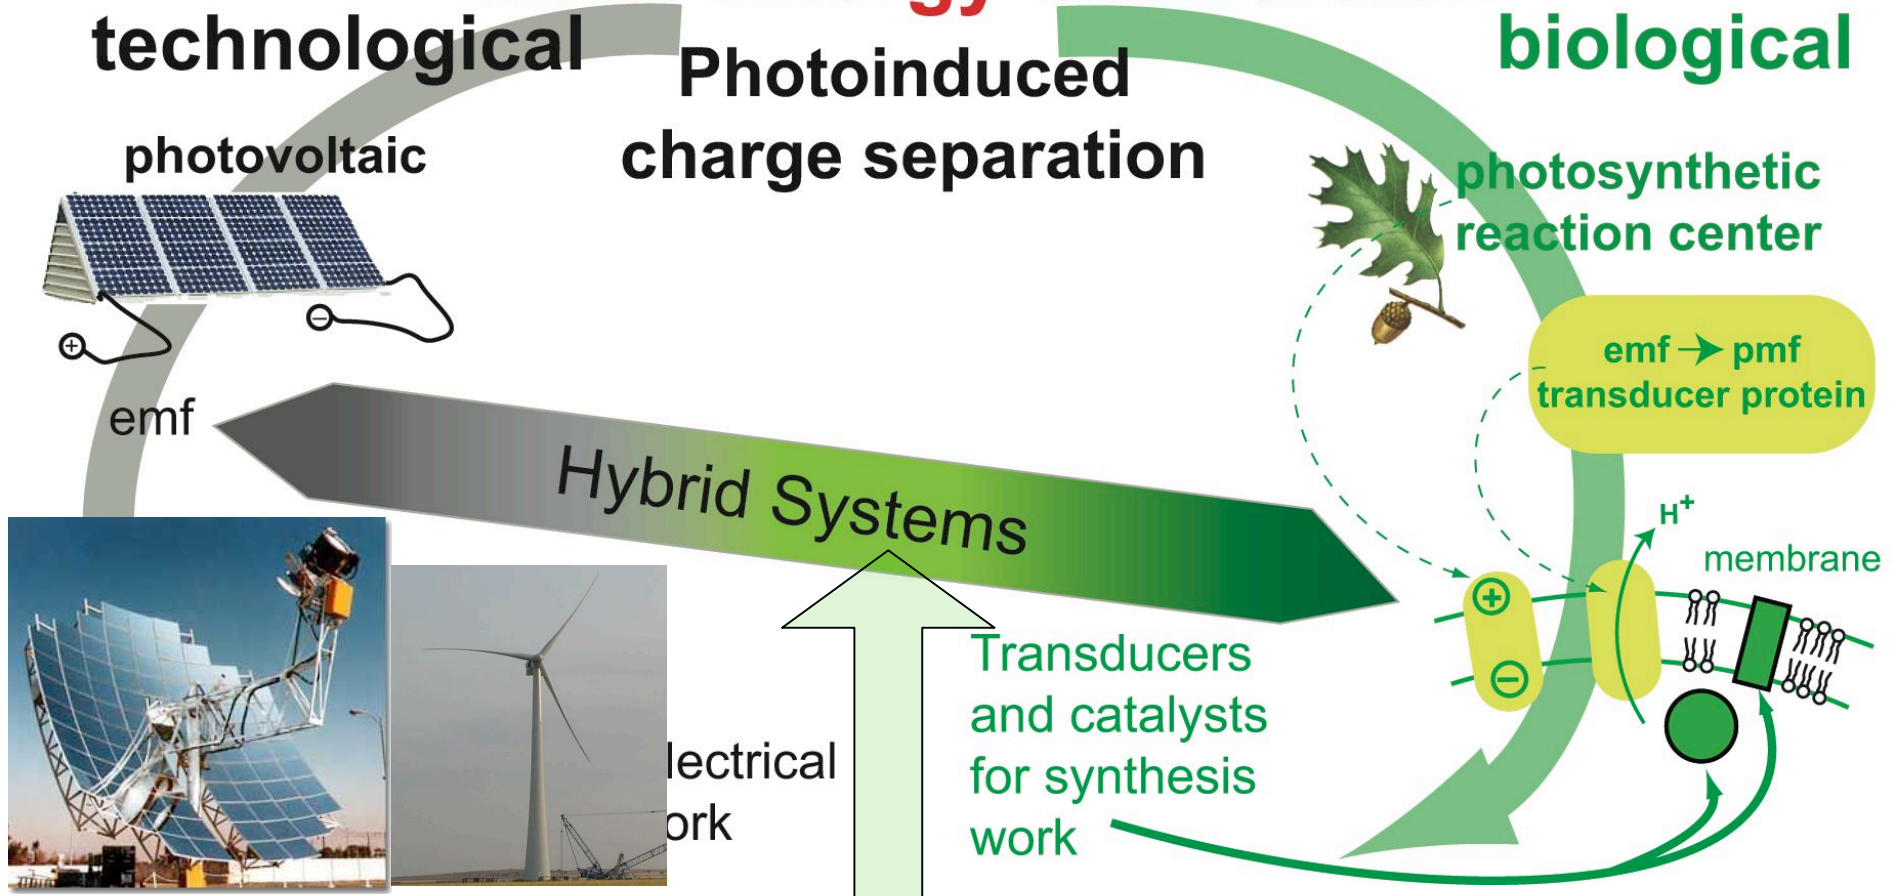 technological
biological
Photoinduced
charge separation
photovoltaic
photosynthetic
reaction center
emf → pmf
transducer protein
emf
Hybrid Systems
H+
membrane
Transducers
and catalysts
for synthesis
work
lectrical
ork
+
−
+
−